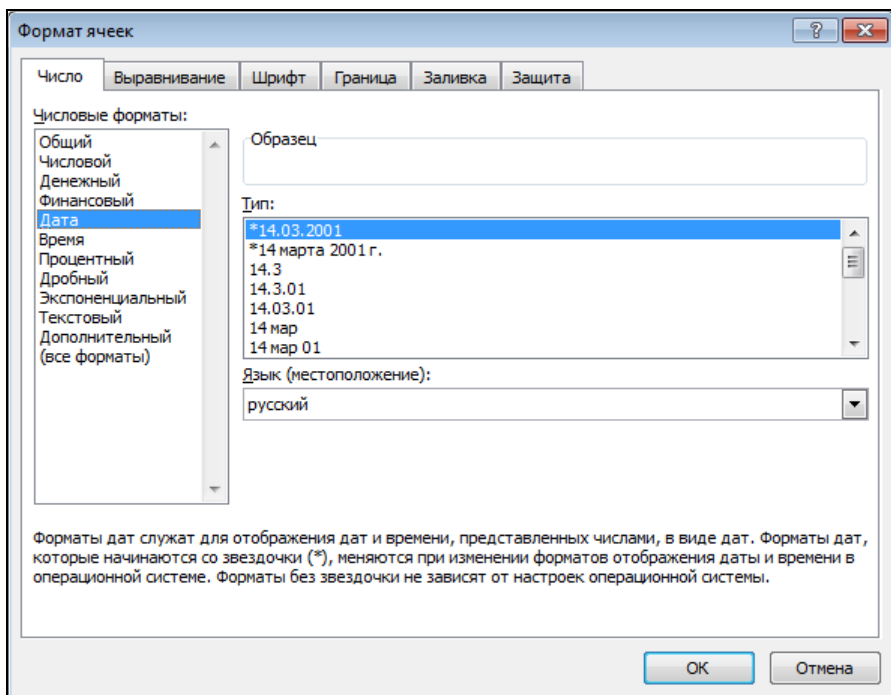 Формат ячеек
Число
Выравнивание
Шрифт
Граница
Заливка
Защита
Числовые форматы:
Общий
Числовой
Денежный
Финансовый
Дата
Время
Процентный
Дробный
Экспоненциальный
Текстовый
Дополнительный
(все форматы)
Образец
Тип:
*14.03.2001
*14 марта 2001 г.
14.3
14.3.01
14.03.01
14 мар
14 мар 01
Язык (местоположение):
русский
Форматы дат служат для отображения дат и времени, представленных числами, в виде дат. Форматы дат,
которые начинаются со звездочки (*), меняются при изменении форматов отображения даты и времени в
операционной системе. Форматы без звездочки не зависят от настроек операционной системы.
ОК
Отмена